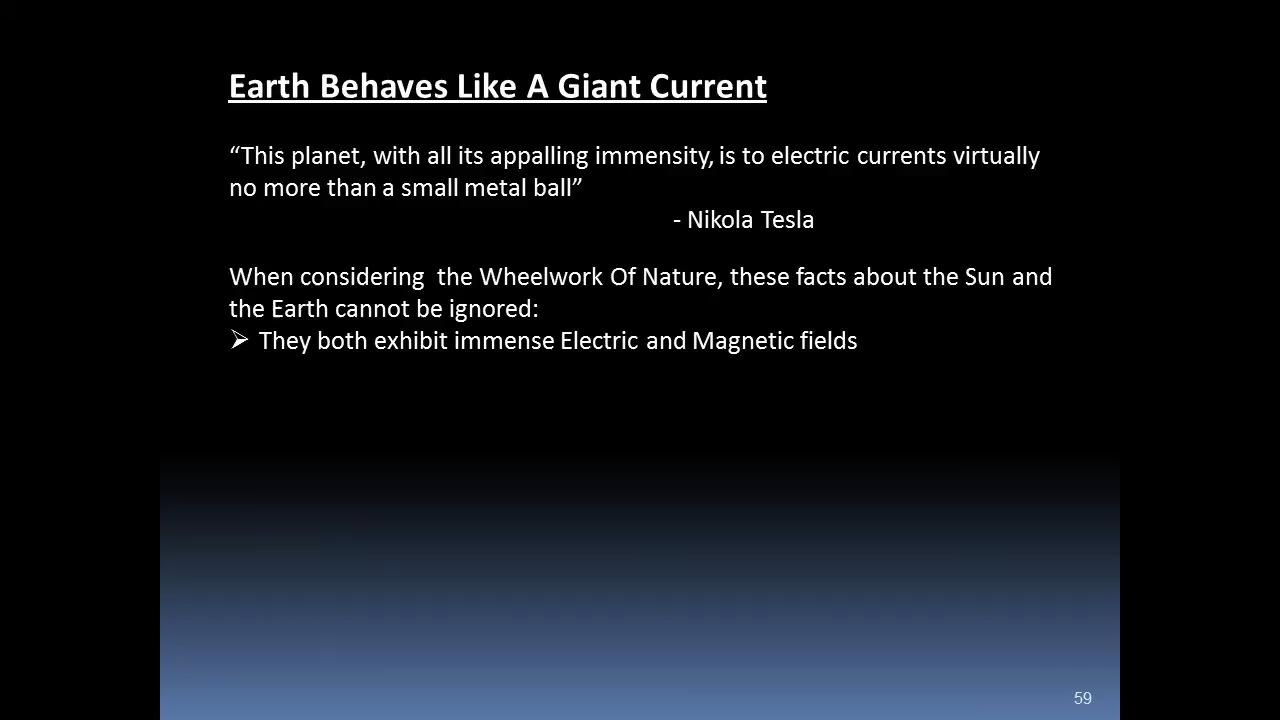 Earth Behaves Like A Giant Current
“This planet, with all its appalling immensity, is to electric currents virtually
no more than a small metal ball”
- Nikola Tesla
When considering  the Wheelwork Of Nature, these facts about the Sun and
the Earth cannot be ignored:
➢ They both exhibit immense Electric and Magnetic fields
59